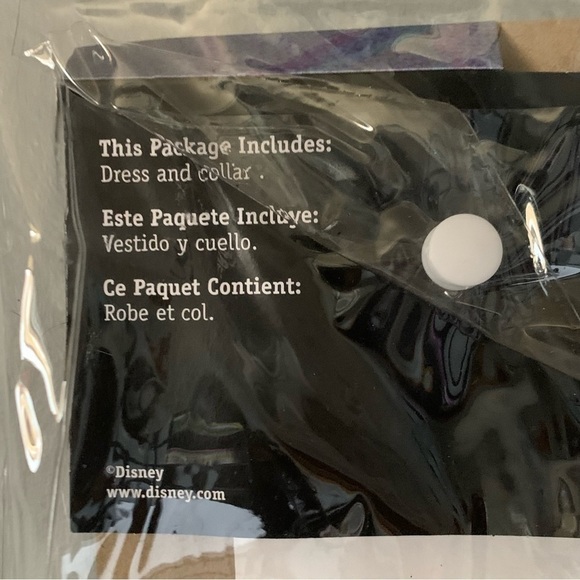 This Package Includes:
Dress and collar .
Este Paquete Incluye:
Vestido y cuello.
Ce Paquet Contient:
Robe et col.
©Disney
www.disney.com